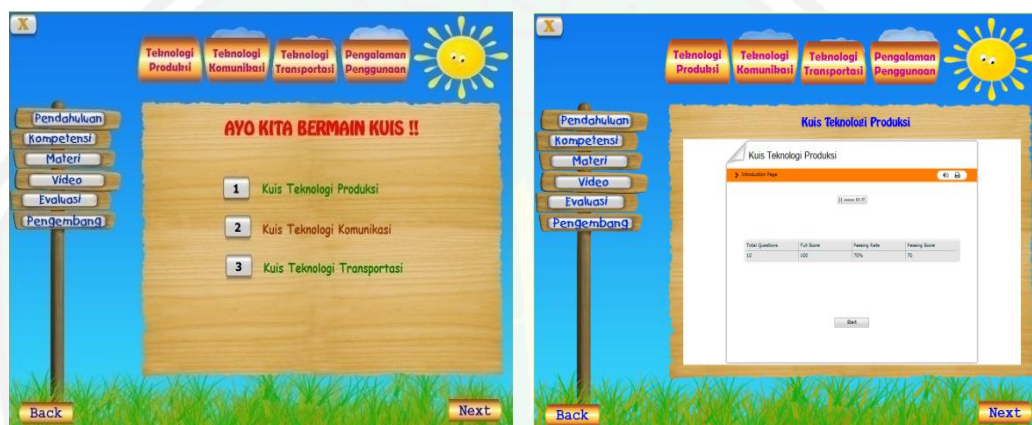 X
Teknologi Produksi
Teknologi Komunikasi
Teknologi Transportasi
Pengalaman Penggunaan
Pendahuluan
Kompetensi
Materi
Video
Evaluasi
Pengembang
AYO KITA BERMAIN KUIS !!
1 Kuis Teknologi Produksi
2 Kuis Teknologi Komunikasi
3 Kuis Teknologi Transportasi
Back
Next
X
Teknologi Produksi
Teknologi Komunikasi
Teknologi Transportasi
Pengalaman Penggunaan
Pendahuluan
Kompetensi
Materi
Video
Evaluasi
Pengembang
Kuis Teknologi Produksi
Kuis Teknologi Produksi
Introduction Page
Total Questions Full Score Passing Rate Passing Score
10 100 70% 70
Start
Back
Next